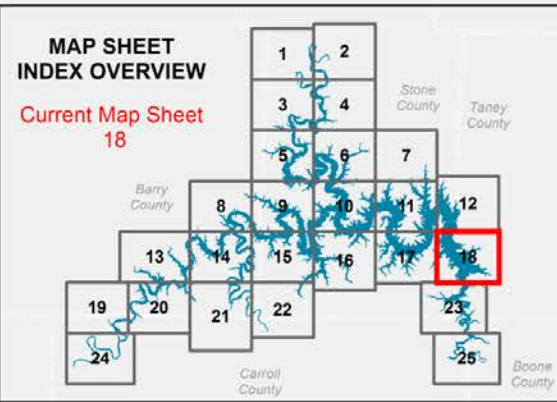 MAP SHEET
INDEX OVERVIEW
Current Map Sheet
18
1
2
3
4
Stone
County
Taney
County
5
6
7
Barry
County
8
9
10
11
12
13
14
15
16
17
18
19
20
21
22
23
24
25
Carroll
County
Boone
County